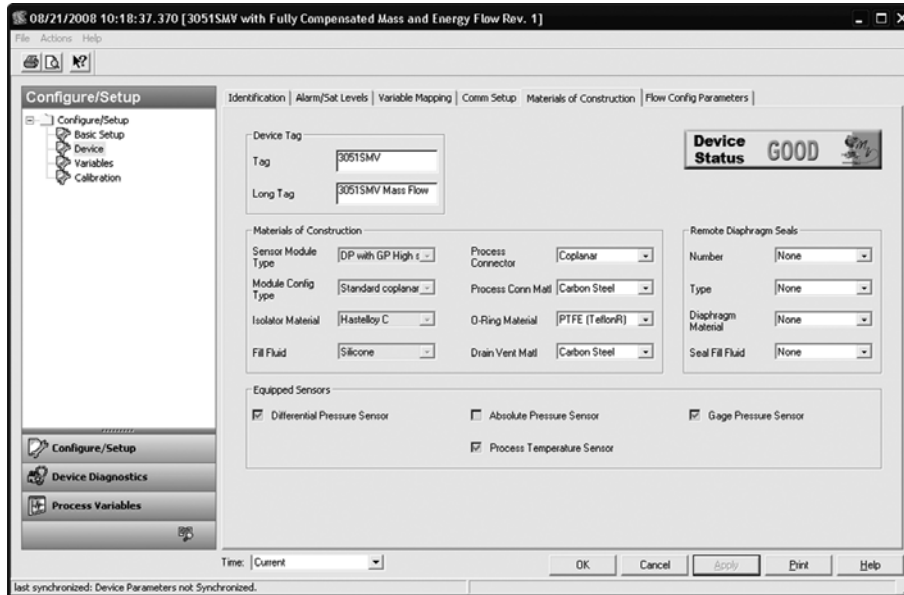 08/21/2008 10:18:37.370 [3051SMV with Fully Compensated Mass and Energy Flow Rev. 1]
File Actions Help
Configure/Setup
Configure/Setup
Basic Setup
Device
Variables
Calibration
Configure/Setup
Device Diagnostics
Process Variables
Identification Alarm/Sat Levels Variable Mapping Comm Setup Materials of Construction Flow Config Parameters
Device Tag
Tag 3051SMV
Long Tag 3051SMV Mass Flow
Device Status GOOD
Materials of Construction
Sensor Module Type DP with GP High s
Module Config Type Standard coplanar
Isolator Material Hastelloy C
Fill Fluid Silicone
Process Connector Coplanar
Process Conn Matl Carbon Steel
O-Ring Material PTFE (TeflonR)
Drain Vent Matl Carbon Steel
Remote Diaphragm Seals
Number None
Type None
Diaphragm Material None
Seal Fill Fluid None
Equipped Sensors
Differential Pressure Sensor Absolute Pressure Sensor Gage Pressure Sensor
Process Temperature Sensor
Time: Current
OK Cancel Apply Print Help
last synchronized: Device Parameters not Synchronized.